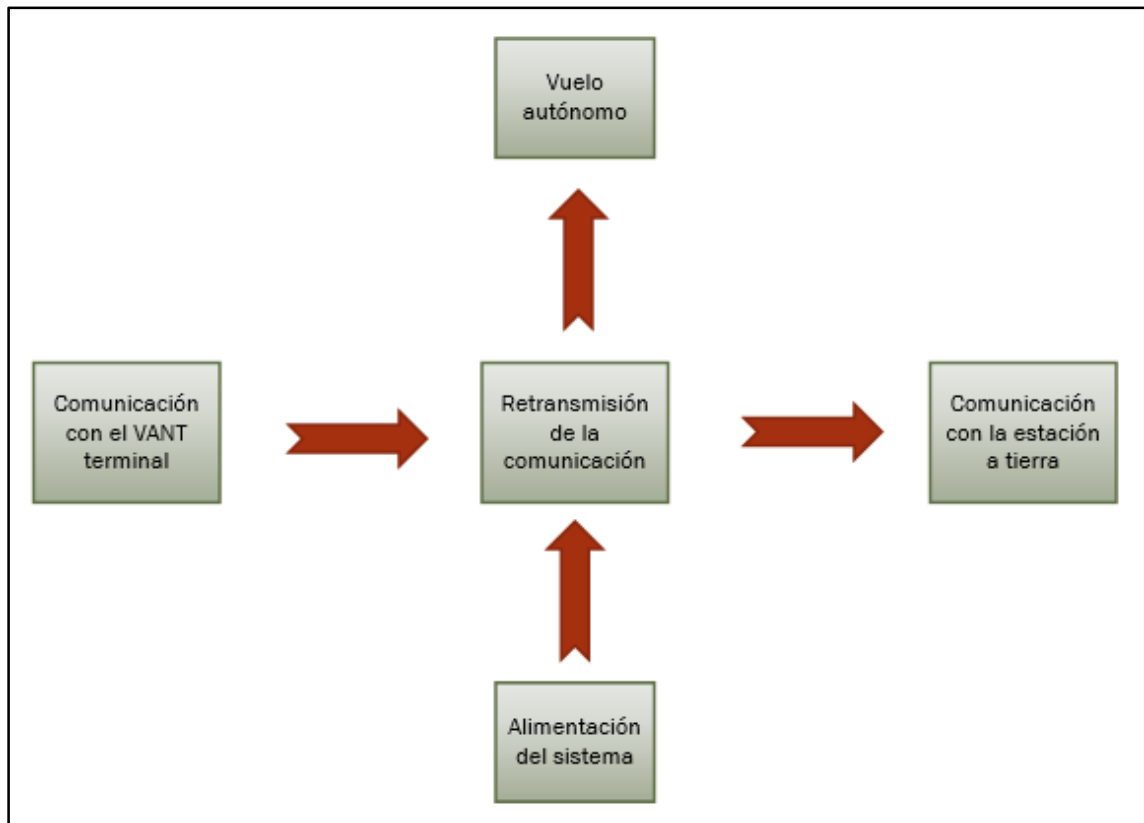 Vuelo
autónomo
Comunicación
con el VANT
terminal
Retransmisión
de la
comunicación
Comunicación
con la estación
a tierra
Alimentación
del sistema